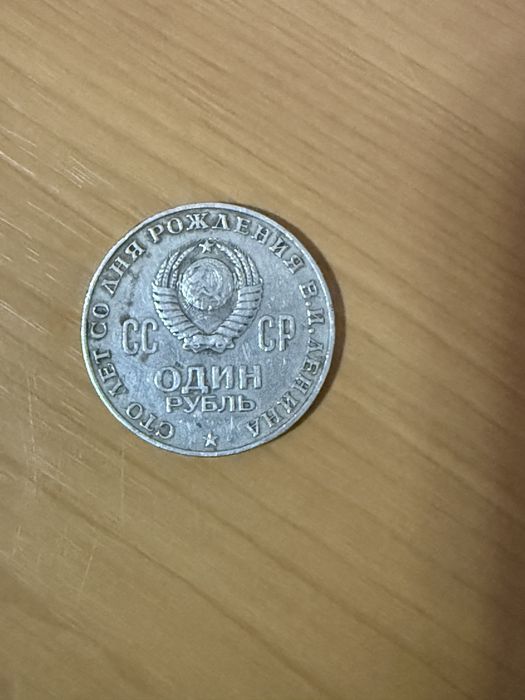 СТО ЛЕТ СО ДНЯ РОЖДЕНИЯ В.И. ЛЕНИНА
СС СР
ОДИН
РУБЛЬ